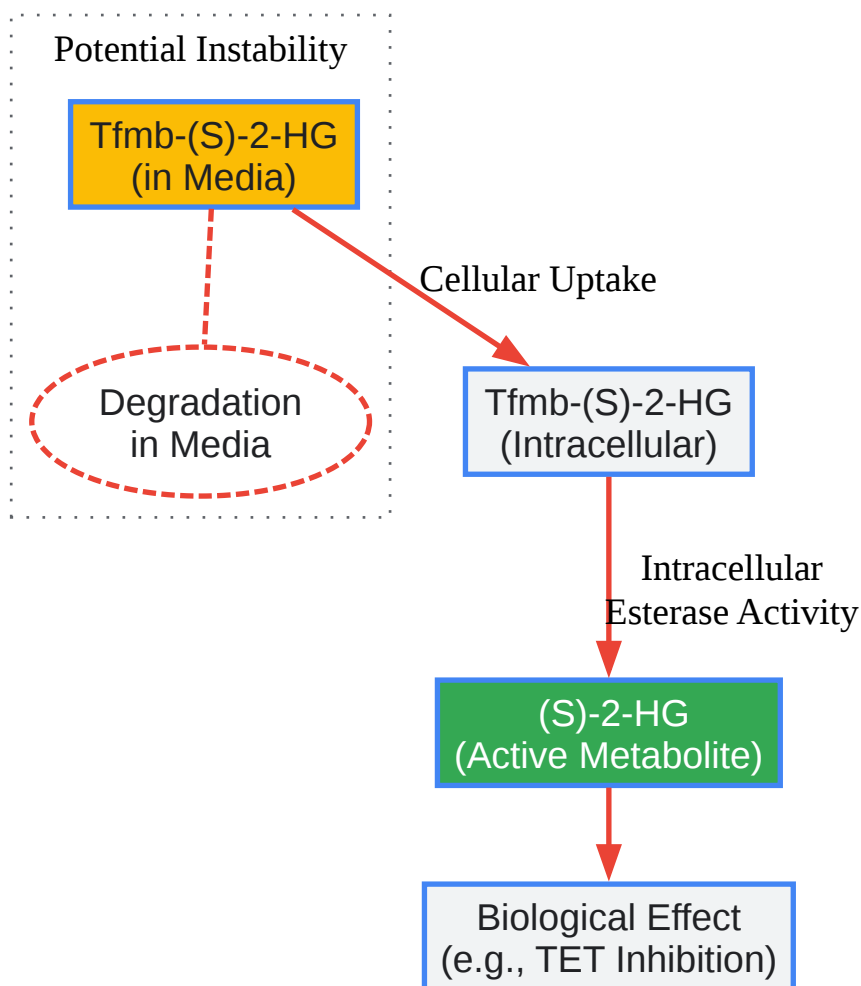 Potential Instability
Tfmb-(S)-2-HG
(in Media)
Cellular Uptake
Degradation
in Media
Tfmb-(S)-2-HG
(Intracellular)
Intracellular
Esterase Activity
(S)-2-HG
(Active Metabolite)
Biological Effect
(e.g., TET Inhibition)